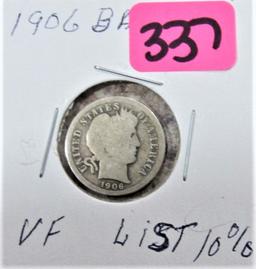 1906 BA
337
UNITED STATES OF AMERICA
1906
VF LiST 10%